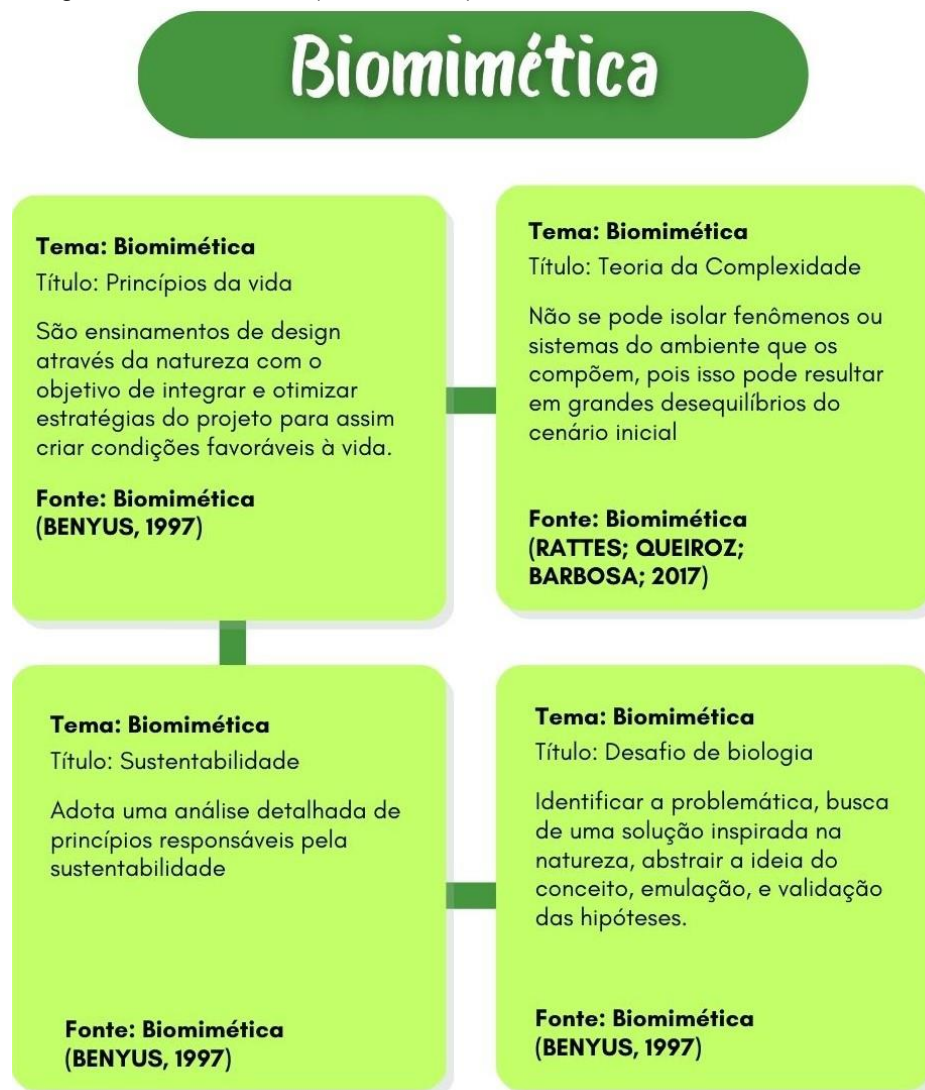 Biomimética
Tema: Biomimética
Título: Princípios da vida
São ensinamentos de design
através da natureza com o
objetivo de integrar e otimizar
estratégias do projeto para assim
criar condições favoráveis à vida.
Fonte: Biomimética
(BENYUS, 1997)
Tema: Biomimética
Título: Teoria da Complexidade
Não se pode isolar fenômenos ou
sistemas do ambiente que os
compõem, pois isso pode resultar
em grandes desequilíbrios do
cenário inicial
Fonte: Biomimética
(RATTES; QUEIROZ;
BARBOSA; 2017)
Tema: Biomimética
Título: Sustentabilidade
Adota uma análise detalhada de
princípios responsáveis pela
sustentabilidade
Fonte: Biomimética
(BENYUS, 1997)
Tema: Biomimética
Título: Desafio de biologia
Identificar a problemática, busca
de uma solução inspirada na
natureza, abstrair a ideia do
conceito, emulação, e validação
das hipóteses.
Fonte: Biomimética
(BENYUS, 1997)